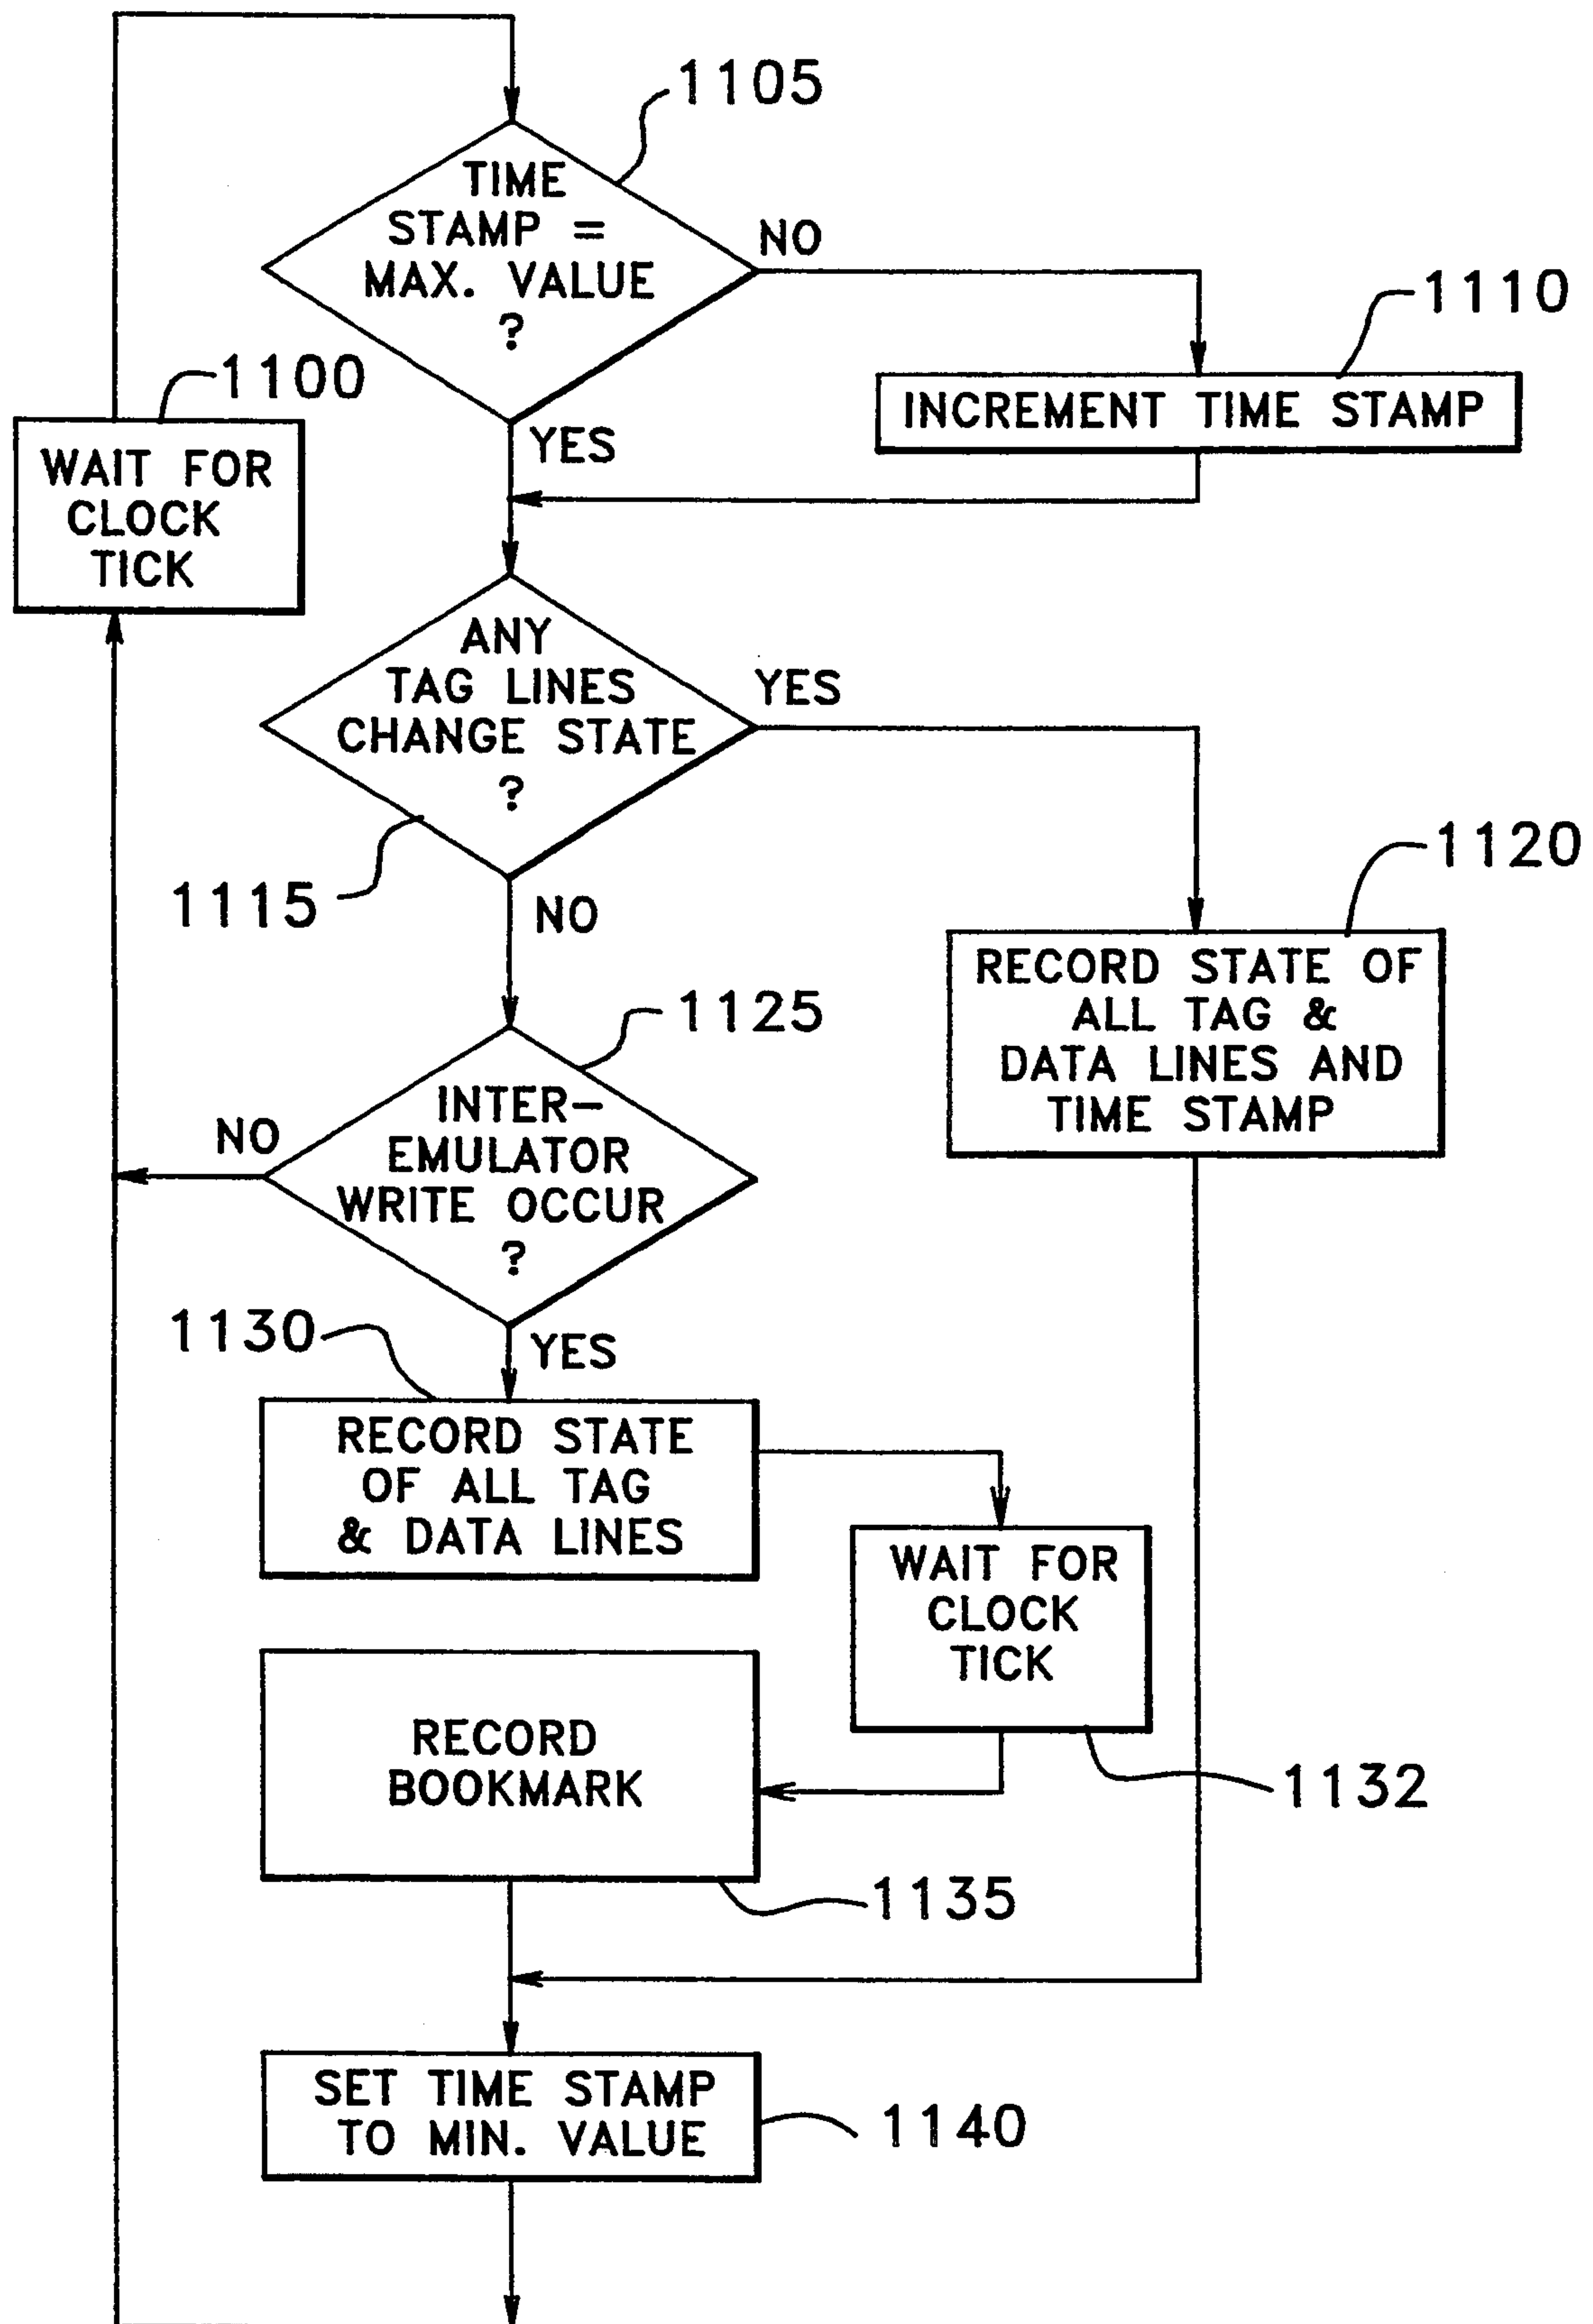 1105
TIME
STAMP =
MAX. VALUE
?
NO
1110
INCREMENT TIME STAMP
1100
WAIT FOR
CLOCK
TICK
YES
ANY
TAG LINES
CHANGE STATE
?
YES
1115
NO
1120
RECORD STATE OF
ALL TAG &
DATA LINES AND
TIME STAMP
1125
INTER-
EMULATOR
WRITE OCCUR
?
NO
1130
YES
RECORD STATE
OF ALL TAG
& DATA LINES
WAIT FOR
CLOCK
TICK
1132
RECORD
BOOKMARK
1135
SET TIME STAMP
TO MIN. VALUE
1140